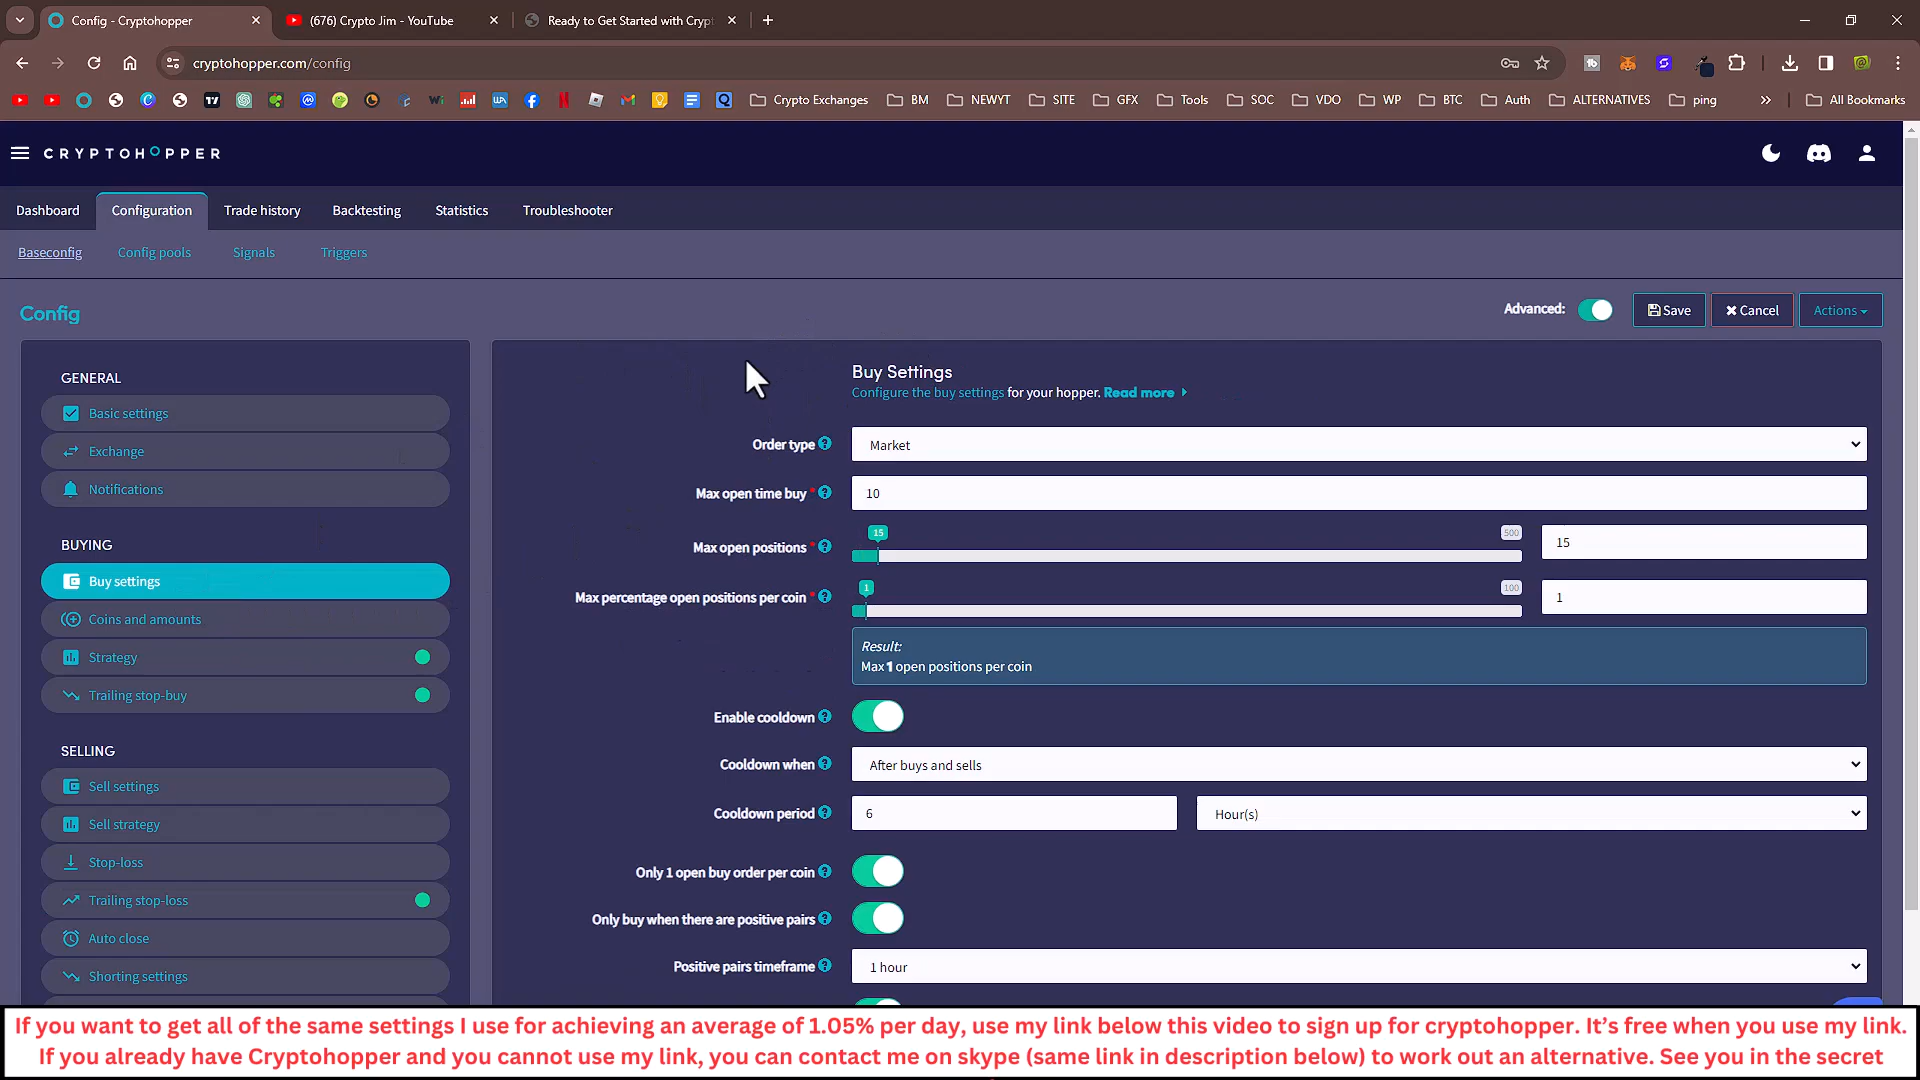 Config - Cryptohopper
(676) Crypto Jim - YouTube
Ready to Get Started with Crypt
cryptohopper.com/config
Crypto Exchanges
BM
NEWYT
SITE
GFX
Tools
SOC
VDO
WP
BTC
Auth
ALTERNATIVES
ping
All Bookmarks
CRYPTOHOPPER
Dashboard
Configuration
Trade history
Backtesting
Statistics
Troubleshooter
Baseconfig
Config pools
Signals
Triggers
Config
Advanced:
Save
Cancel
Actions
GENERAL
Basic settings
Exchange
Notifications
BUYING
Buy settings
Coins and amounts
Strategy
Trailing stop-buy
SELLING
Sell settings
Sell strategy
Stop-loss
Trailing stop-loss
Auto close
Shorting settings
Buy Settings
Configure the buy settings for your hopper. Read more
Order type
Market
Max open time buy *
10
Max open positions *
15
500
15
Max percentage open positions per coin *
1
100
1
Result:
Max 1 open positions per coin
Enable cooldown
Cooldown when
After buys and sells
Cooldown period
6
Hour(s)
Only 1 open buy order per coin
Only buy when there are positive pairs
Positive pairs timeframe
1 hour
If you want to get all of the same settings I use for achieving an average of 1.05% per day, use my link below this video to sign up for cryptohopper. It's free when you use my link.
If you already have Cryptohopper and you cannot use my link, you can contact me on skype (same link in description below) to work out an alternative. See you in the secret